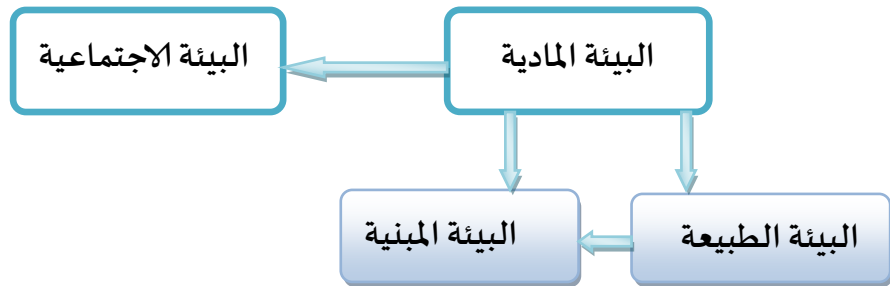 البيئة المادية
البيئة الاجتماعية
البيئة الطبيعة
البيئة المبنية